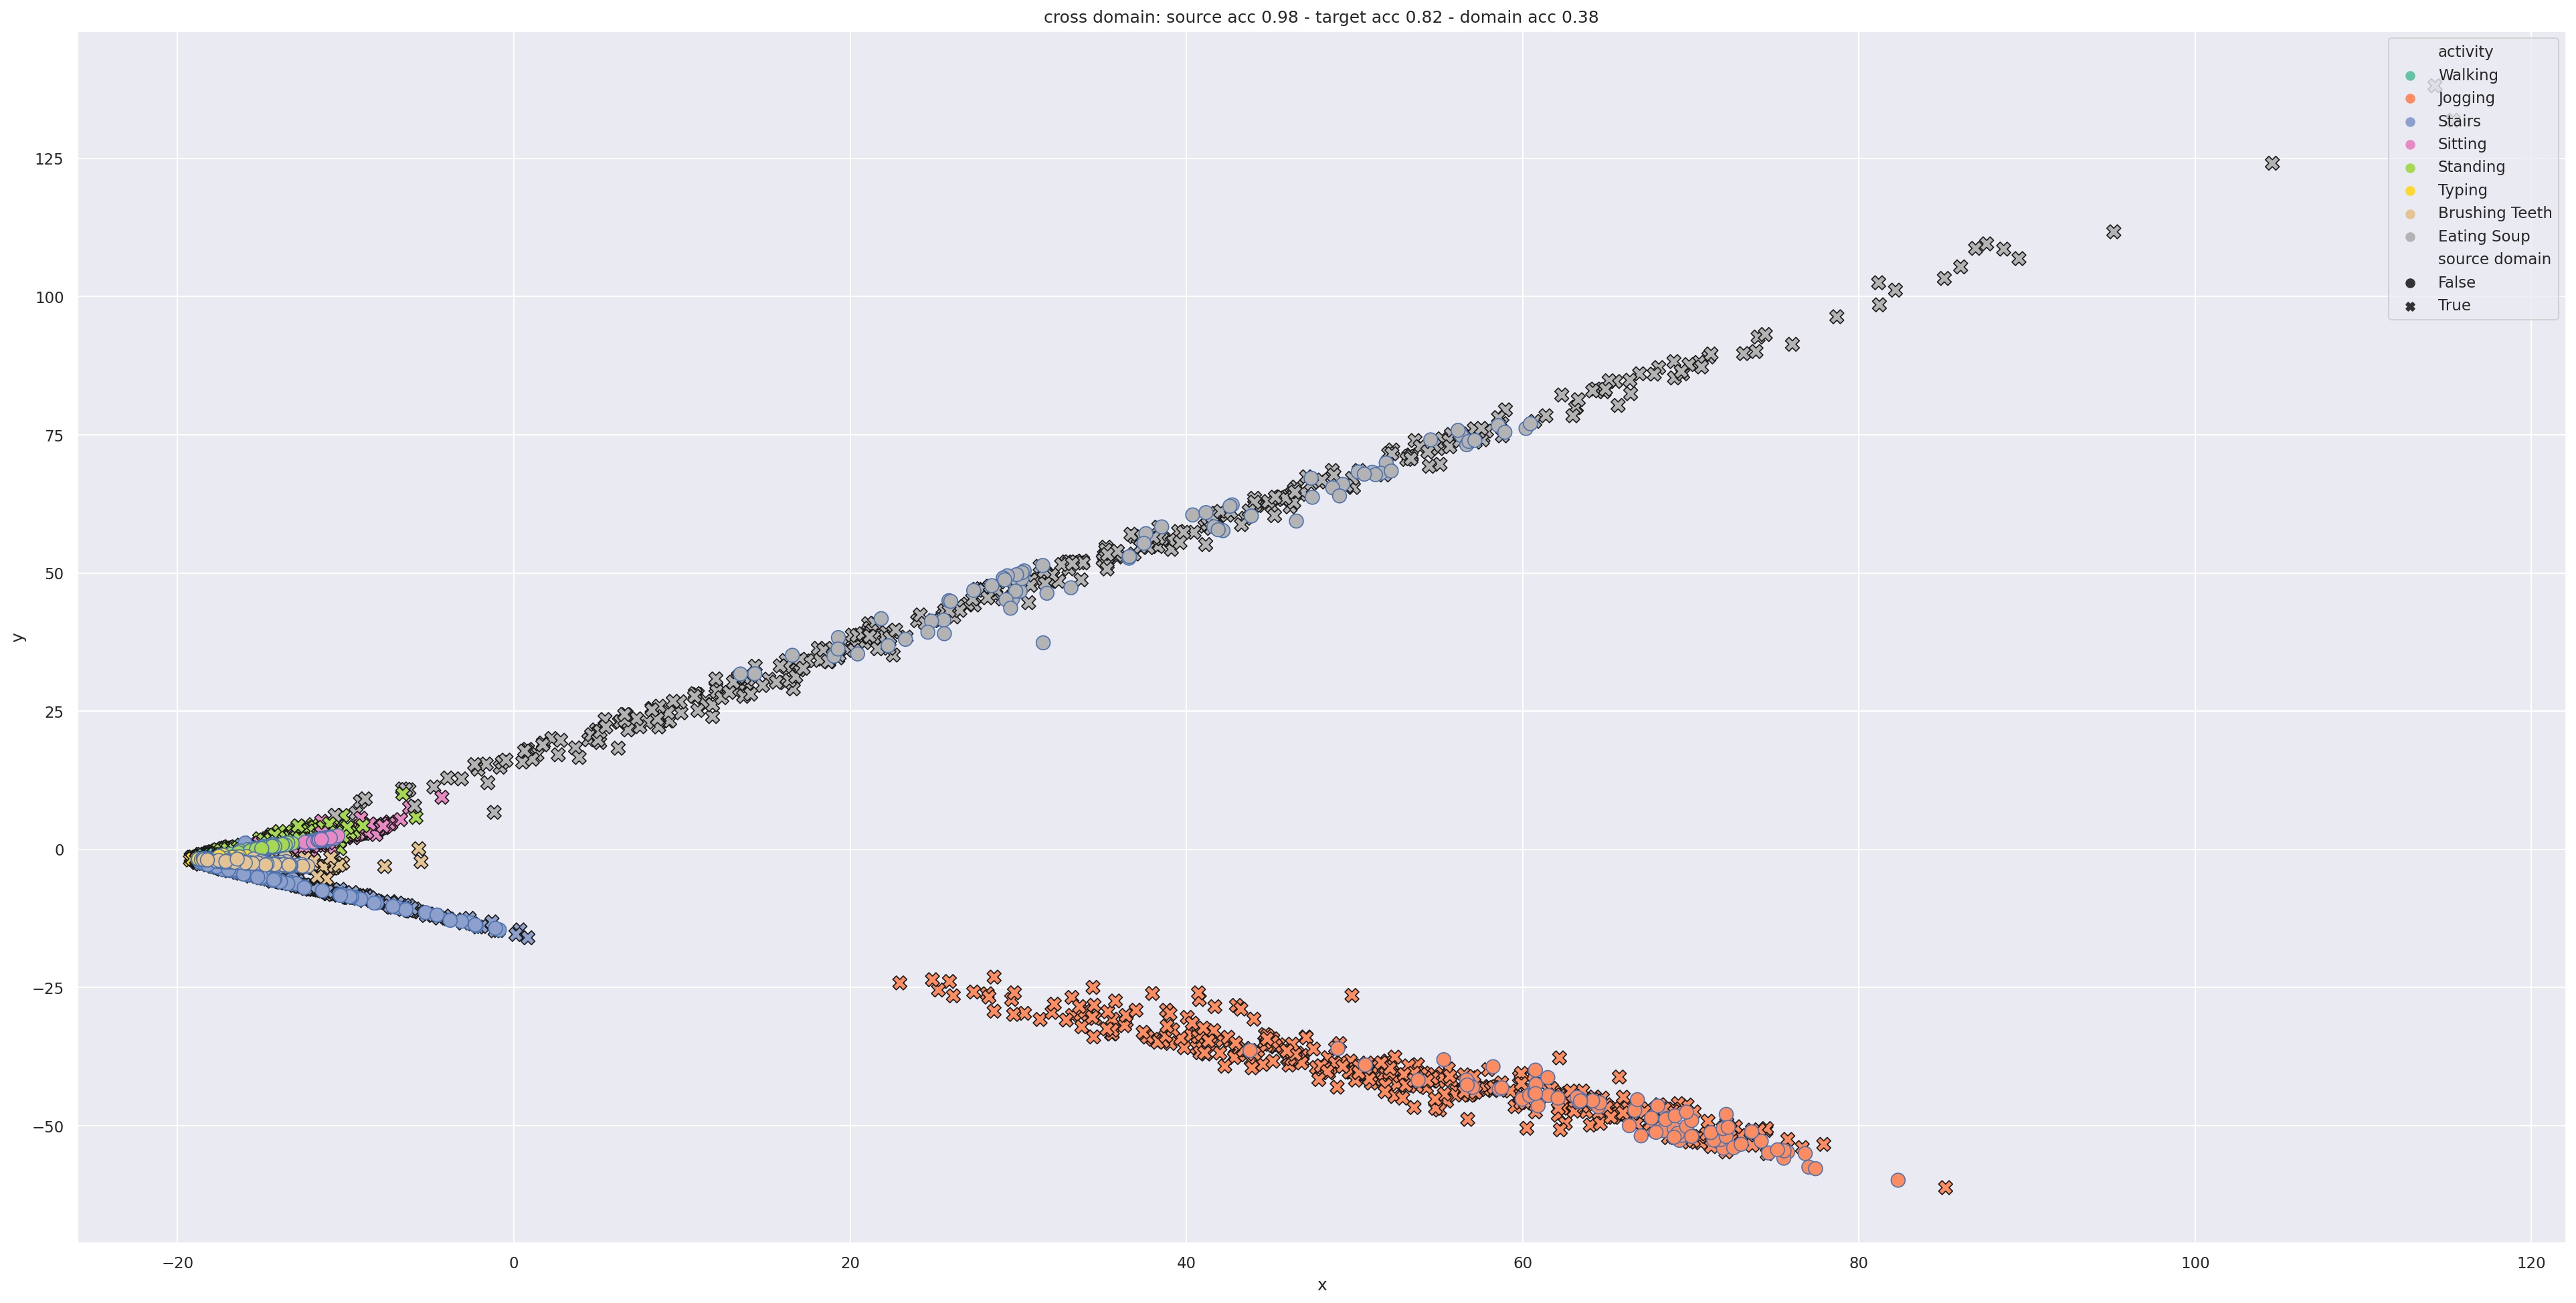 cross domain: source acc 0.98 - target acc 0.82 - domain acc 0.38
activity
Walking
Jogging
Stairs
Sitting
Standing
Typing
Brushing Teeth
Eating Soup
source domain
False
True
125
100
75
50
25
0
−25
−50
y
−20
0
20
40
60
80
100
120
x